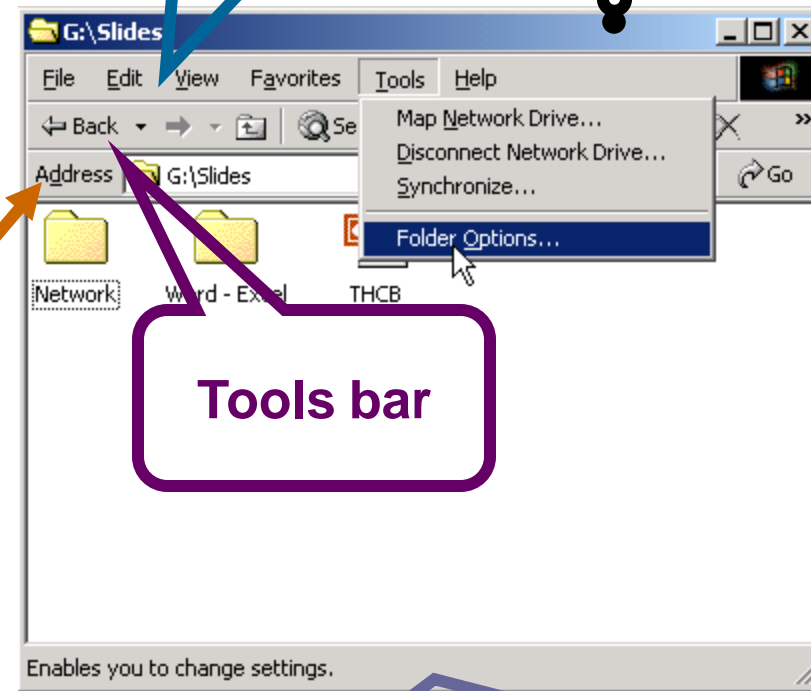 G:\Slides
File Edit View Favorites Tools Help
Back Se
Map Network Drive...
Disconnect Network Drive...
Synchronize...
Folder Options...
Address G:\Slides Go
Network Word - Excel THCB
Tools bar
Enables you to change settings.